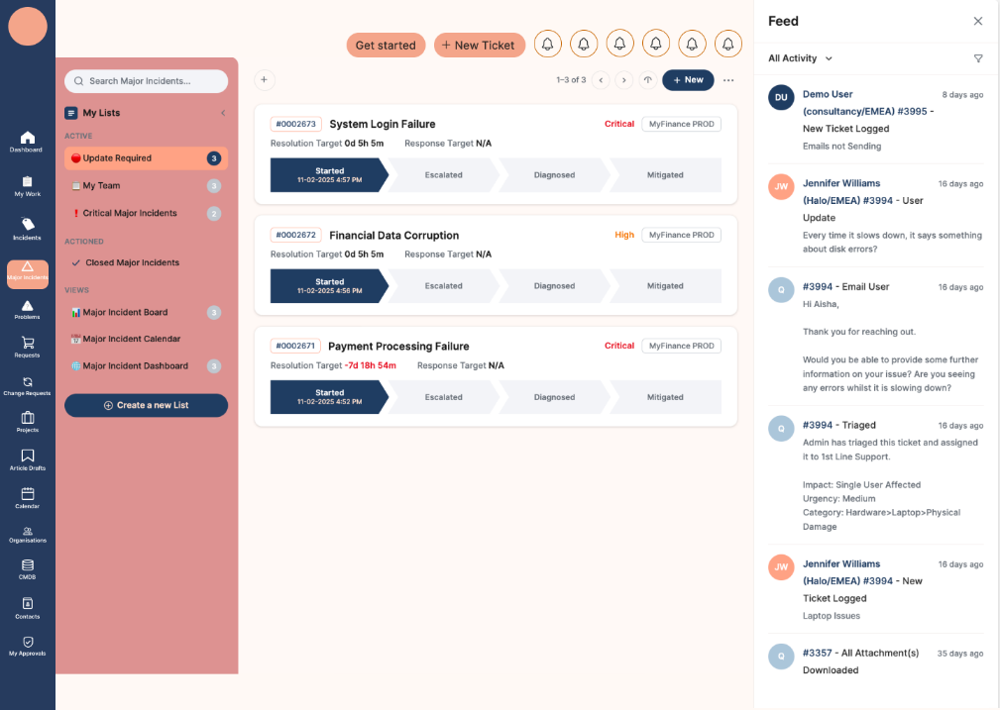 Dashboard
My Work
Incidents
Major Incidents
Problems
Requests
Change Requests
Projects
Article Drafts
Calendar
Organisations
CMDB
Contacts
My Approvals
Search Major Incidents...
My Lists
ACTIVE
Update Required 3
My Team 3
Critical Major Incidents 2
ACTIONED
Closed Major Incidents
VIEWS
Major Incident Board 3
Major Incident Calendar
Major Incident Dashboard 3
Create a new List
Get started
+ New Ticket
1–3 of 3
+ New
#0002673 System Login Failure Critical MyFinance PROD
Resolution Target 0d 5h 5m Response Target N/A
Started
11-02-2025 4:57 PM
Escalated
Diagnosed
Mitigated
#0002672 Financial Data Corruption High MyFinance PROD
Resolution Target 0d 5h 5m Response Target N/A
Started
11-02-2025 4:56 PM
Escalated
Diagnosed
Mitigated
#0002671 Payment Processing Failure Critical MyFinance PROD
Resolution Target -7d 18h 54m Response Target N/A
Started
11-02-2025 4:52 PM
Escalated
Diagnosed
Mitigated
Feed
All Activity
DU
Demo User 8 days ago
(consultancy/EMEA) #3995 -
New Ticket Logged
Emails not Sending
JW
Jennifer Williams 16 days ago
(Halo/EMEA) #3994 - User
Update
Every time it slows down, it says something
about disk errors?
Q
#3994 - Email User 16 days ago
Hi Aisha,
Thank you for reaching out.
Would you be able to provide some further
information on your issue? Are you seeing
any errors whilst it is slowing down?
Q
#3994 - Triaged 16 days ago
Admin has triaged this ticket and assigned
it to 1st Line Support.
Impact: Single User Affected
Urgency: Medium
Category: Hardware>Laptop>Physical
Damage
JW
Jennifer Williams 16 days ago
(Halo/EMEA) #3994 - New
Ticket Logged
Laptop Issues
Q
#3357 - All Attachment(s) 35 days ago
Downloaded